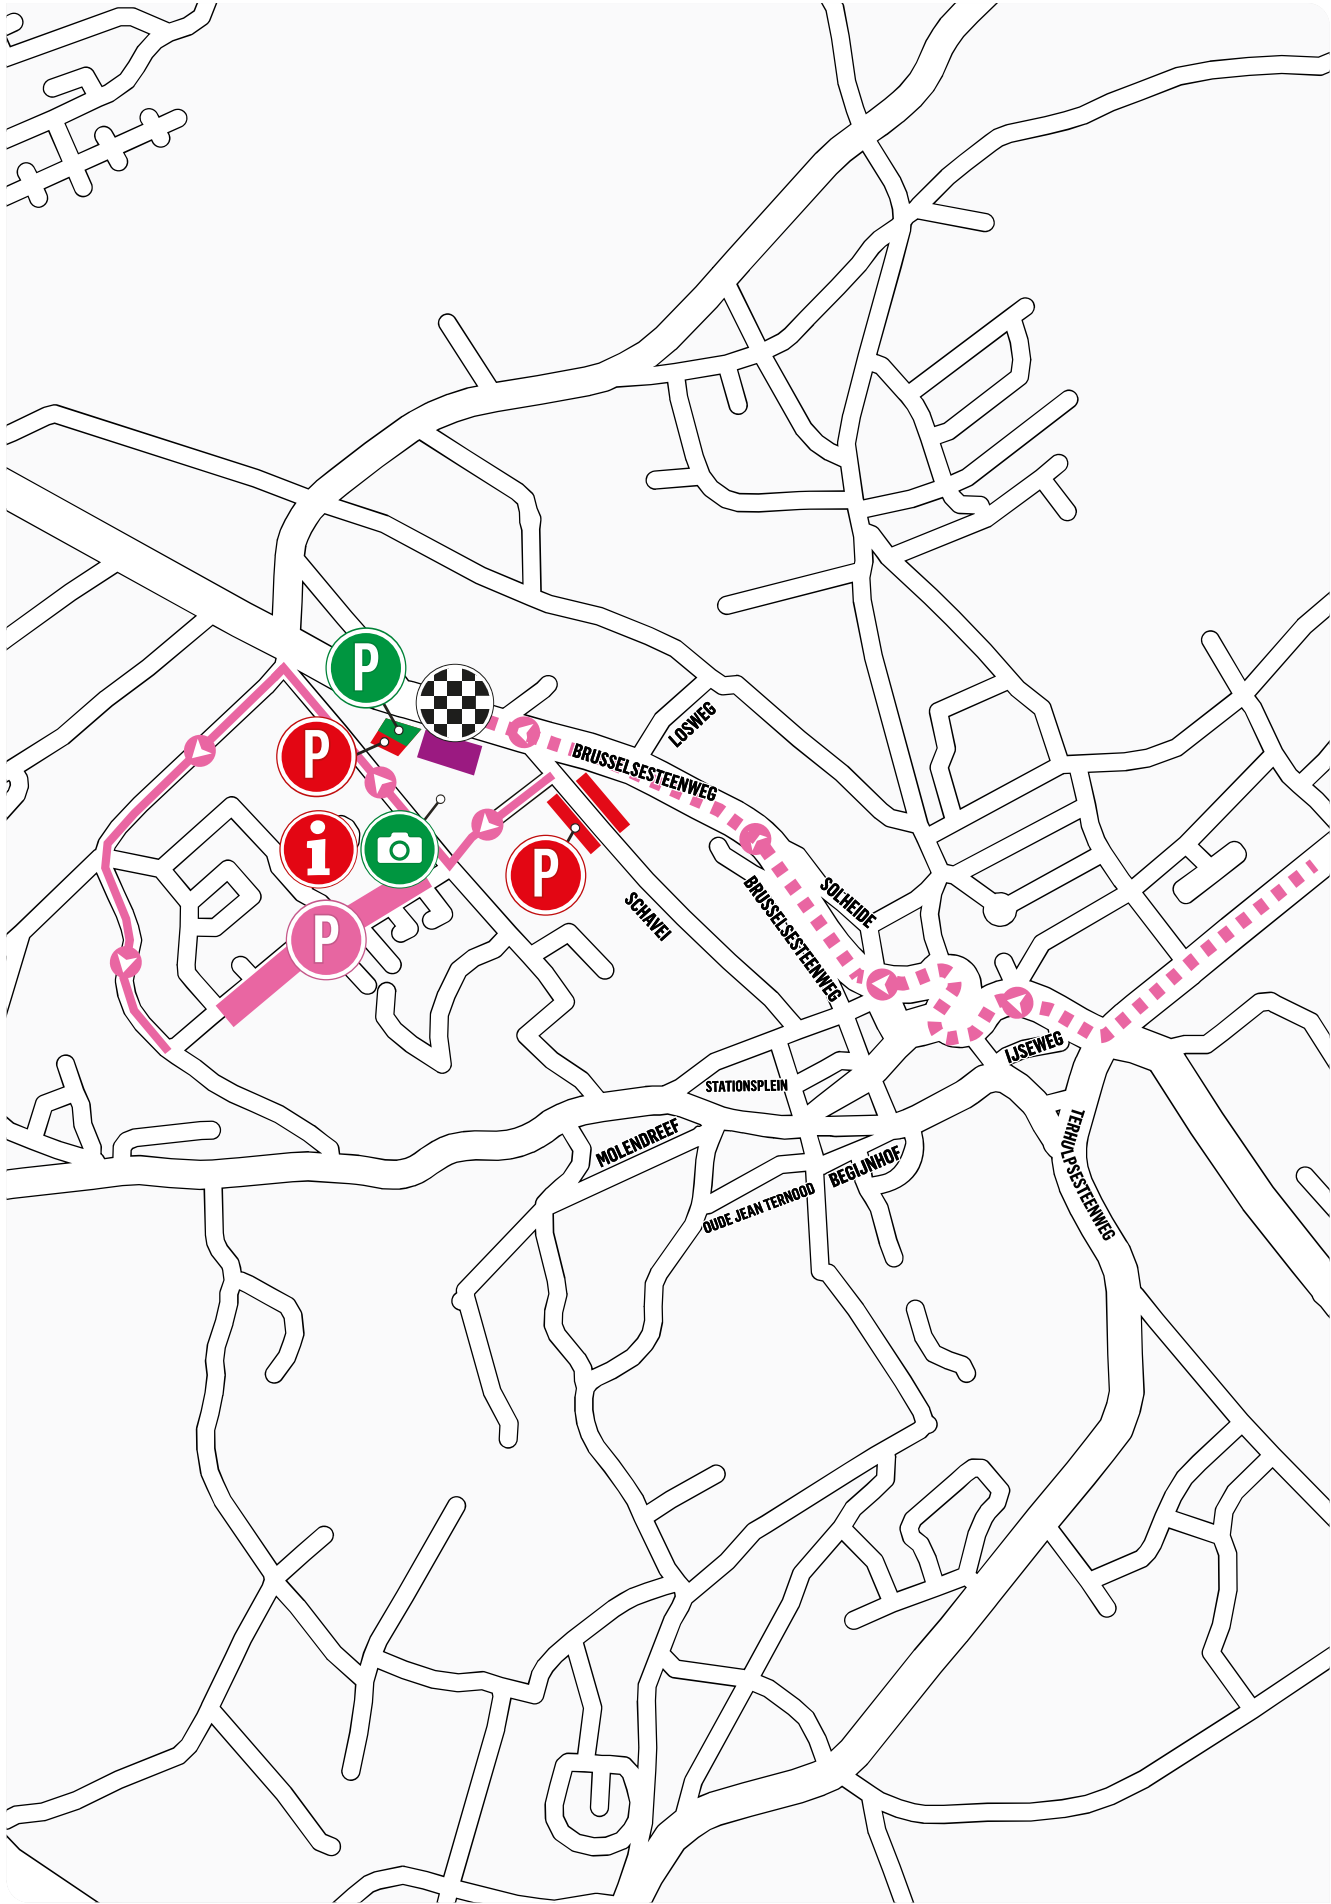 P
LOSWEG
P
BRUSSELSESTEENWEG
i
P
SOLHEIDE
BRUSSELSESTEENWEG
SCHAVEI
P
IJSEWEG
STATIONSPLEIN
MOLENDREEF
TERHULPSESTEENWEG
BEGIJNHOF
OUDE JEAN TERNOOD